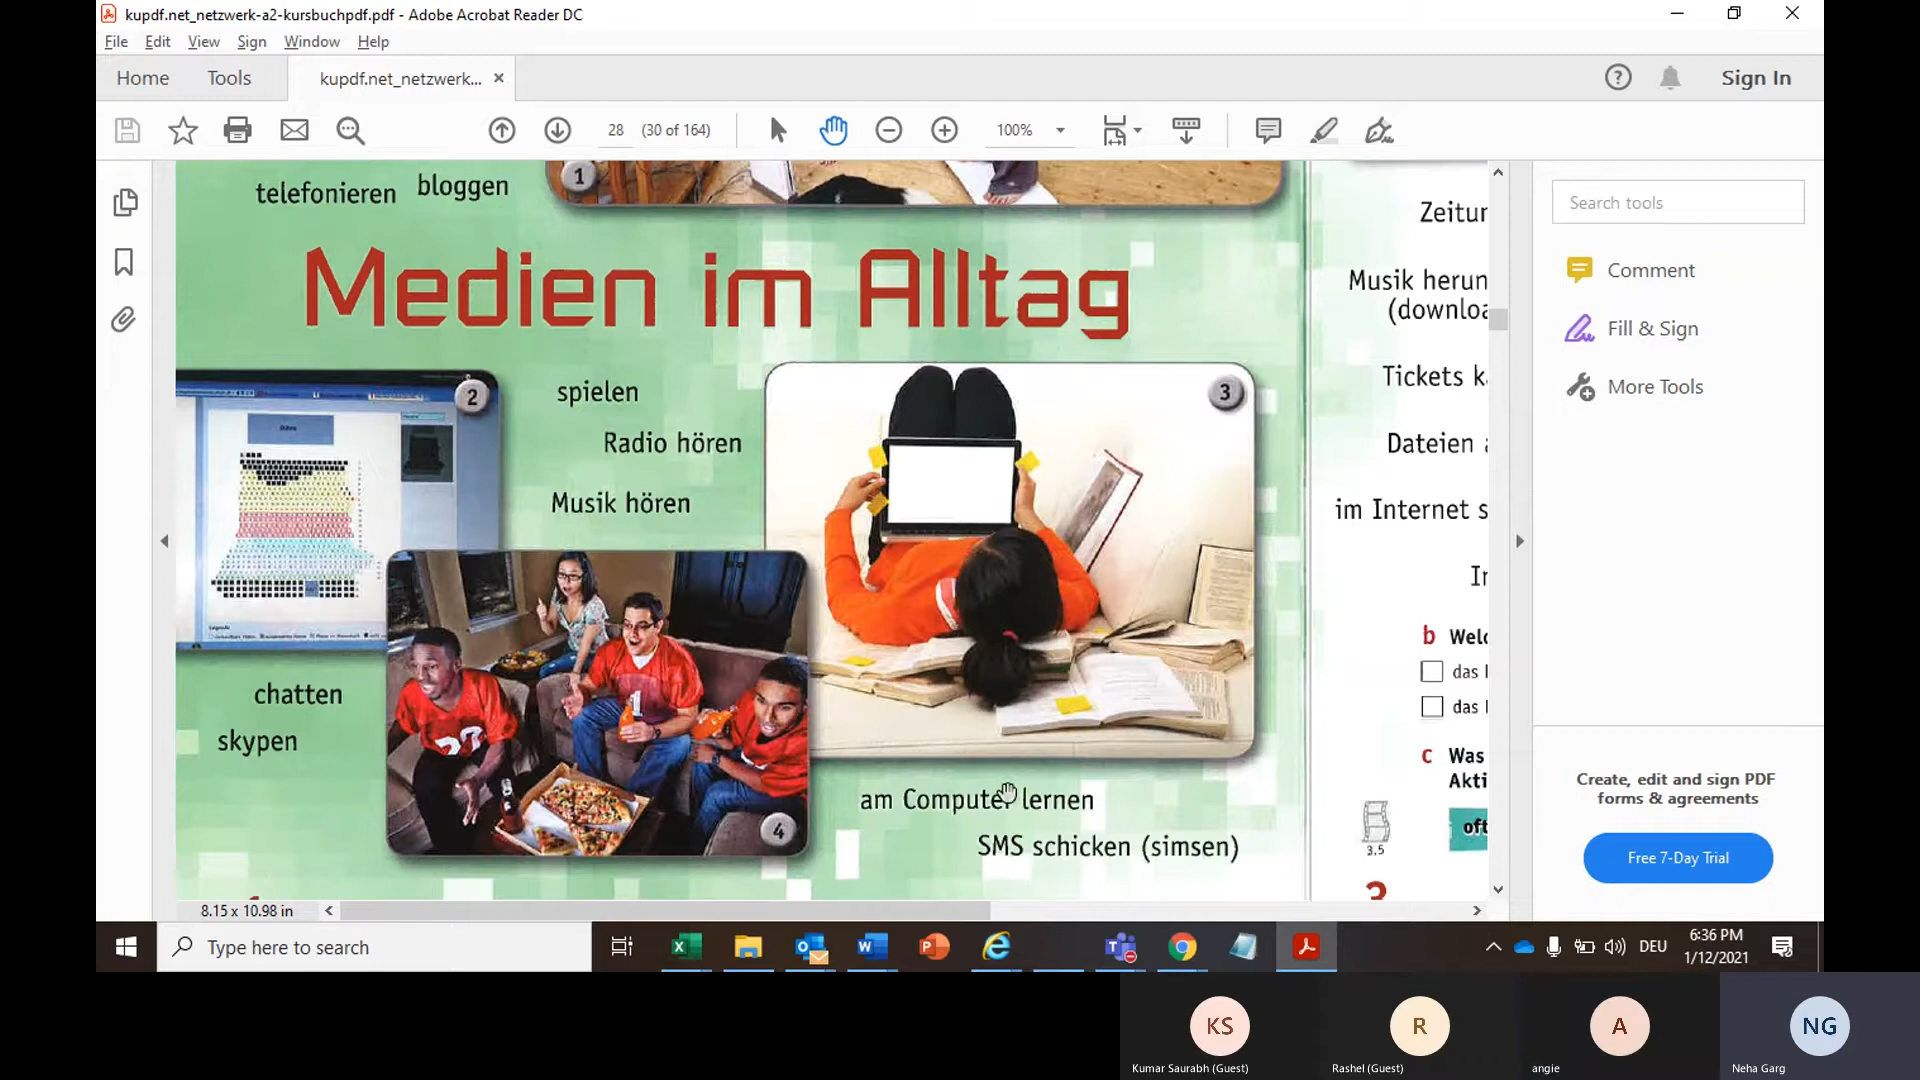 kupdf.net_netzwerk-a2-kursbuchpdf.pdf - Adobe Acrobat Reader DC
File Edit View Sign Window Help
Home Tools kupdf.net_netzwerk... × Sign In
28 (30 of 164) 100%
Search tools
Comment
Fill & Sign
More Tools
Create, edit and sign PDF
forms & agreements
Free 7-Day Trial
telefonieren bloggen
1
Medien im Alltag
2
spielen
3
Radio hören
Musik hören
chatten
skypen
4
am Computer lernen
SMS schicken (simsen)
Zeitun
Musik herun
(downloa
Tickets k
Dateien
im Internet s
In
b Welc
das
das
c Was
Akti
oft
3.5
3
8.15 x 10.98 in
Type here to search
DEU
6:36 PM
1/12/2021
KS
R
A
NG
Kumar Saurabh (Guest)
Rashel (Guest)
angie
Neha Garg